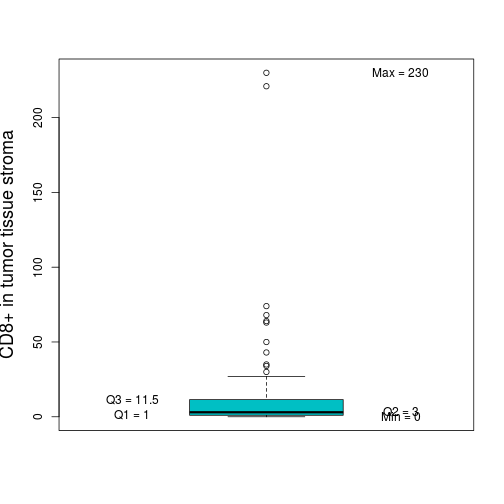 CD8+ in tumor tissue stroma
200
150
100
50
0
Max = 230
Q3 = 11.5
Q1 = 1
Q2 = 3
Min = 0